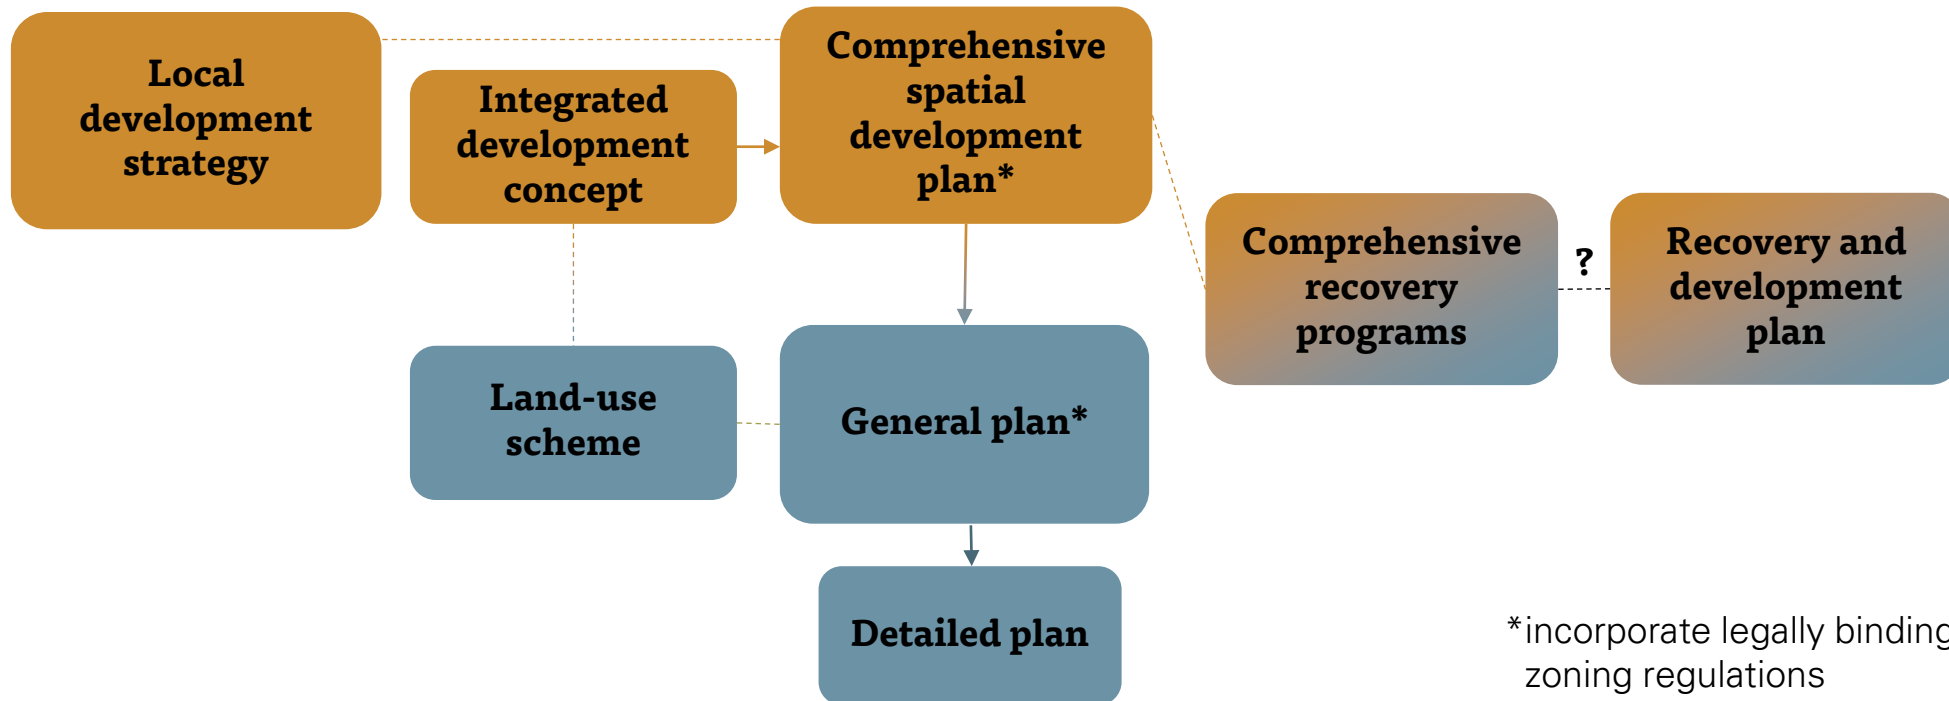 Local
development
strategy
Integrated
development
concept
Comprehensive
spatial
development
plan*
Comprehensive
recovery
programs
?
Recovery and
development
plan
Land-use
scheme
General plan*
Detailed plan
*incorporate legally binding
zoning regulations